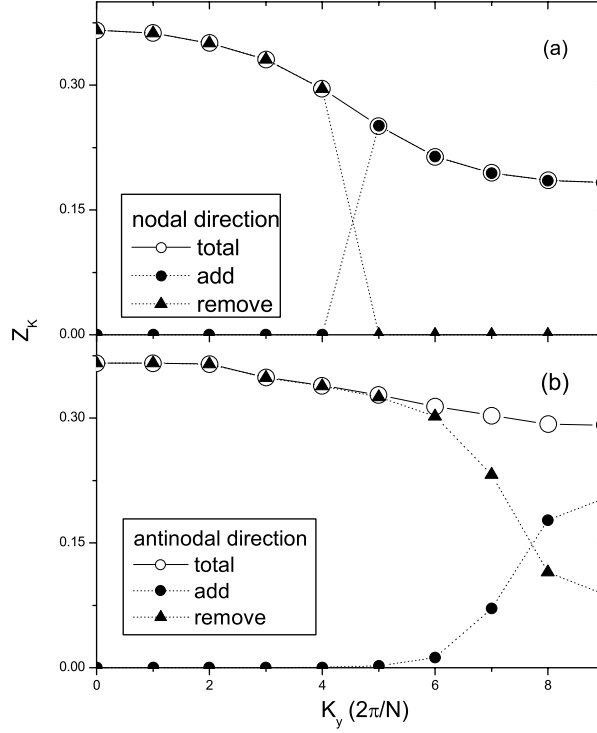 (a)
0.30
0.15
0.00
nodal direction
total
add
remove
Z_K
(b)
0.30
0.15
0.00
antinodal direction
total
add
remove
0 2 4 6 8
K_y (2π/N)